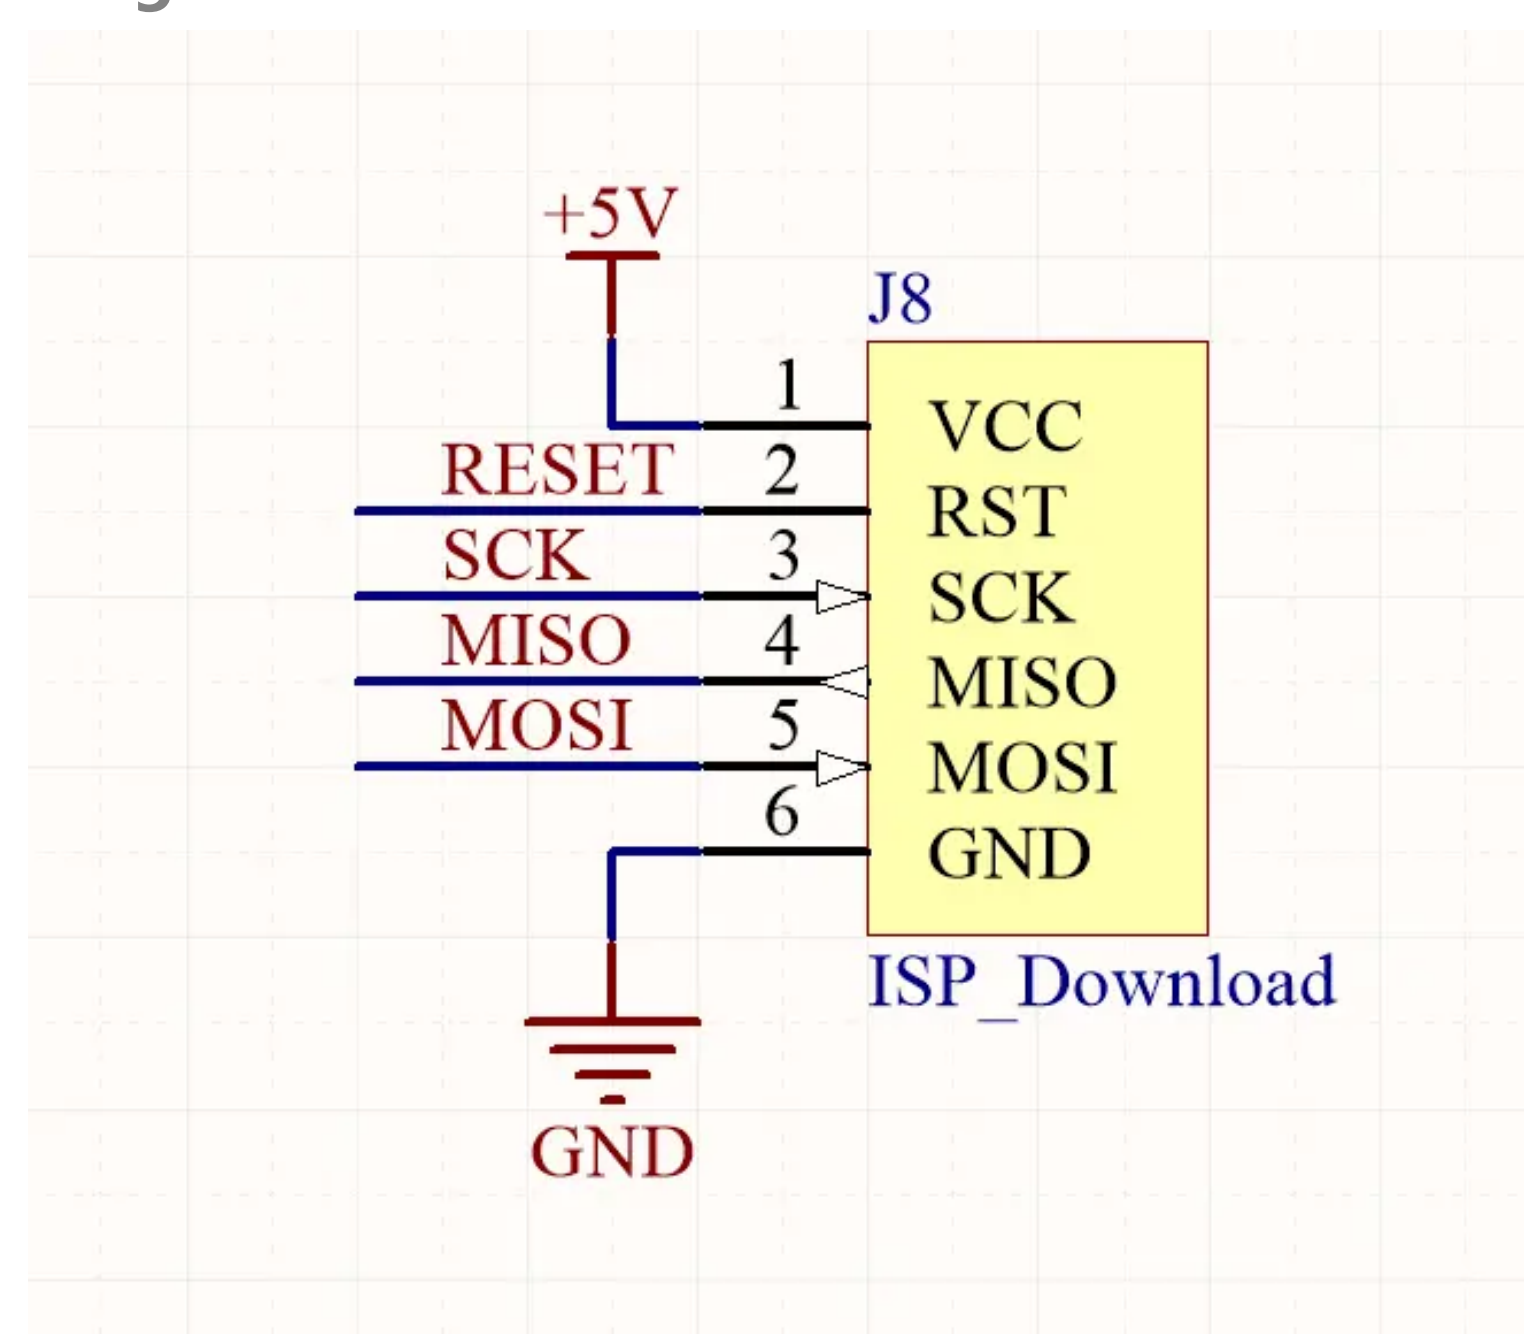 +5V
J8
1 VCC
RESET 2 RST
SCK 3 SCK
MISO 4 MISO
MOSI 5 MOSI
6 GND
ISP_Download
GND